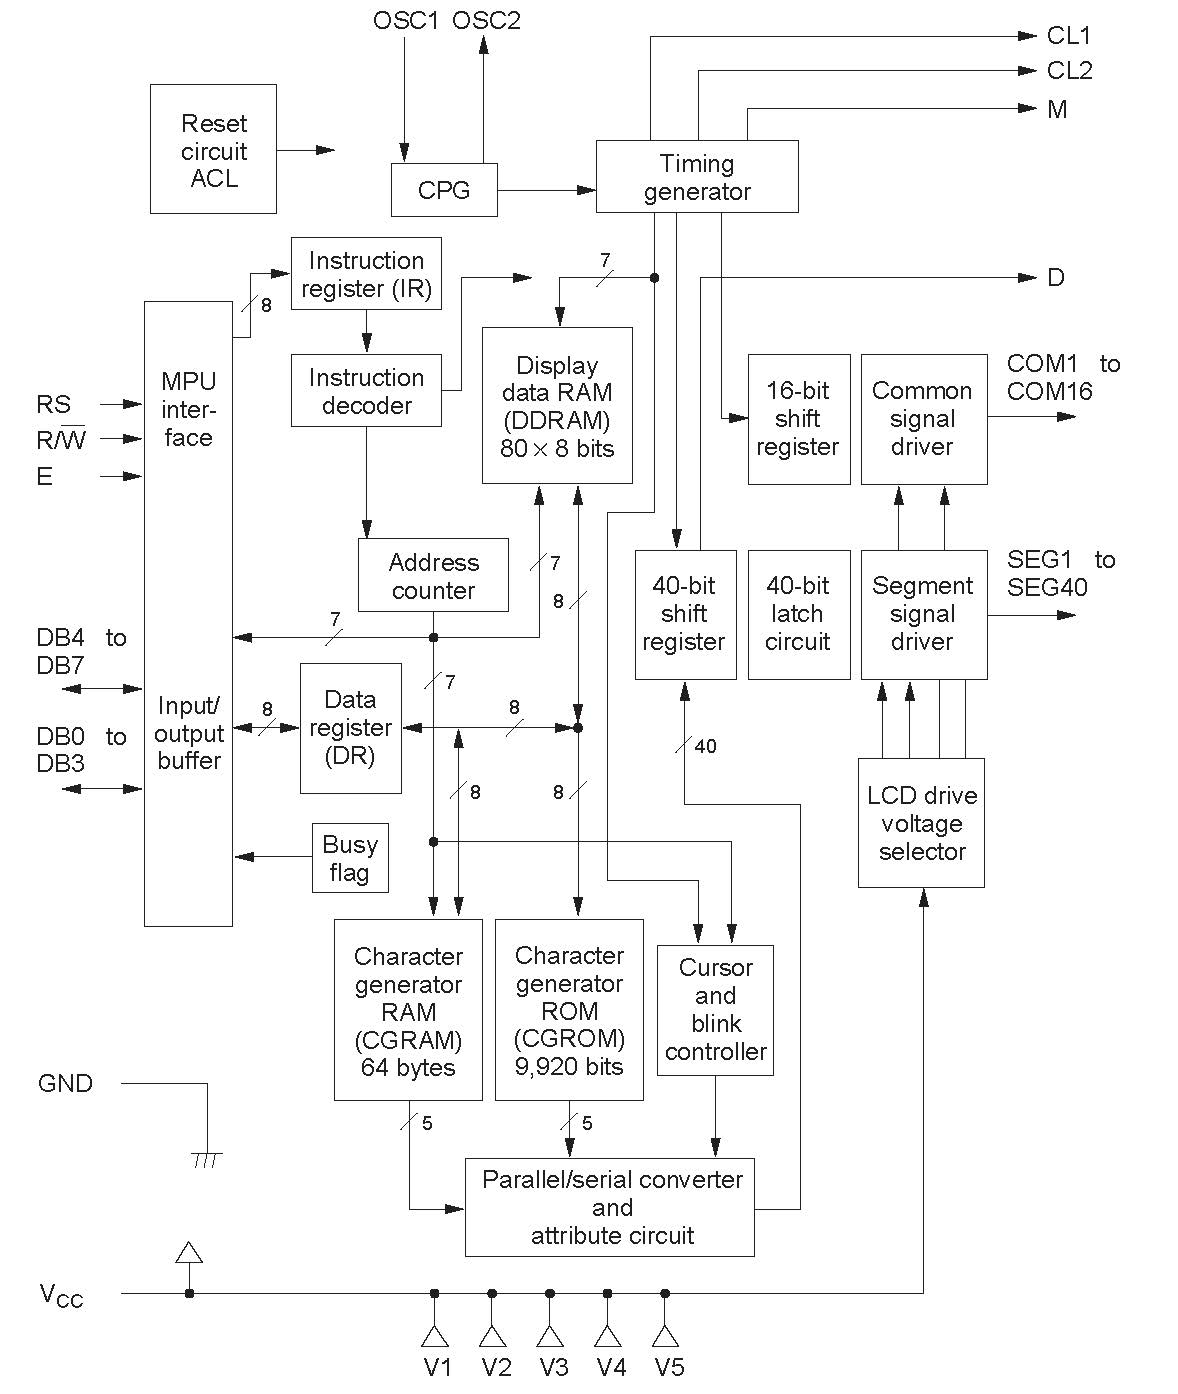 OSC1 OSC2
CL1
CL2
M
Reset
circuit
ACL
CPG
Timing
generator
Instruction
register (IR)
8
7
D
MPU
inter-
face
Instruction
decoder
Display
data RAM
(DDRAM)
80 × 8 bits
16-bit
shift
register
Common
signal
driver
COM1 to
COM16
RS
R/W̅
E
Address
counter
7
8
7
7
40-bit
shift
register
40-bit
latch
circuit
Segment
signal
driver
SEG1 to
SEG40
DB4 to
DB7
DB0 to
DB3
Input/
output
buffer
8
Data
register
(DR)
8
8
8
40
LCD drive
voltage
selector
Busy
flag
Character
generator
RAM
(CGRAM)
64 bytes
Character
generator
ROM
(CGROM)
9,920 bits
Cursor
and
blink
controller
GND
5
5
Parallel/serial converter
and
attribute circuit
VCC
V1 V2 V3 V4 V5